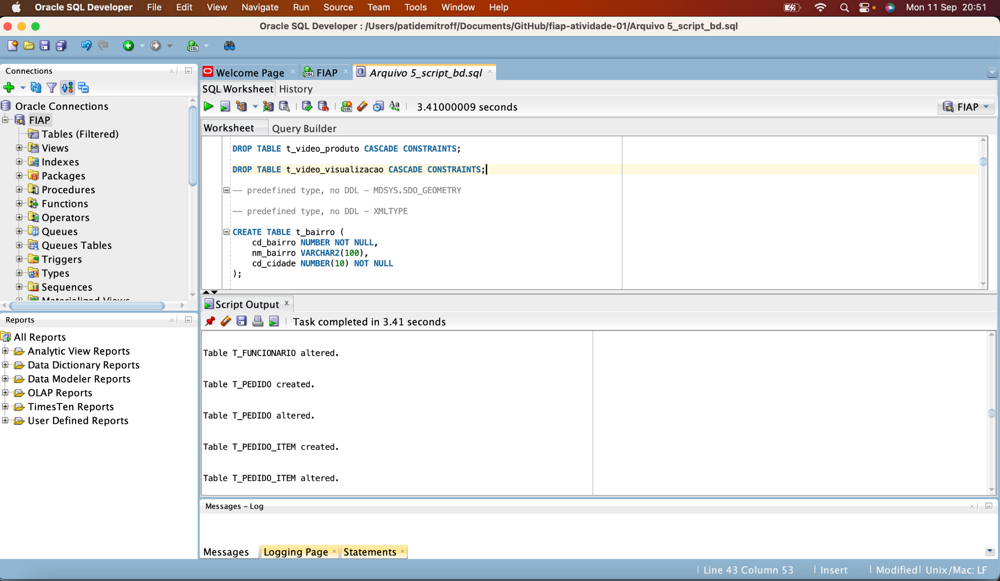 Oracle SQL Developer File Edit View Navigate Run Source Team Tools Window Help Mon 11 Sep 20:51
Oracle SQL Developer : /Users/patidemitroff/Documents/GitHub/fiap-atividade-01/Arquivo 5_script_bd.sql
Connections
Oracle Connections
FIAP
Tables (Filtered)
Views
Indexes
Packages
Procedures
Functions
Operators
Queues
Queues Tables
Triggers
Types
Sequences
Materialized Views
Reports
All Reports
Analytic View Reports
Data Dictionary Reports
Data Modeler Reports
OLAP Reports
TimesTen Reports
User Defined Reports
Welcome Page FIAP Arquivo 5_script_bd.sql
SQL Worksheet History
3.41000009 seconds FIAP
Worksheet Query Builder
DROP TABLE t_video_produto CASCADE CONSTRAINTS;
DROP TABLE t_video_visualizacao CASCADE CONSTRAINTS;
-- predefined type, no DDL - MDSYS.SDO_GEOMETRY
-- predefined type, no DDL - XMLTYPE
CREATE TABLE t_bairro (
cd_bairro NUMBER NOT NULL,
nm_bairro VARCHAR2(100),
cd_cidade NUMBER(10) NOT NULL
);
Script Output
Task completed in 3.41 seconds
Table T_FUNCIONARIO altered.
Table T_PEDIDO created.
Table T_PEDIDO altered.
Table T_PEDIDO_ITEM created.
Table T_PEDIDO_ITEM altered.
Messages - Log
Messages Logging Page Statements
Line 43 Column 53 Insert Modified Unix/Mac: LF